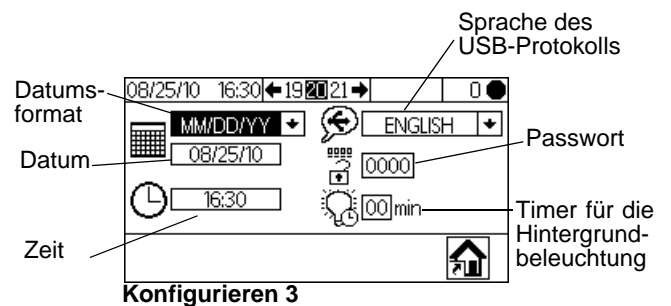 Sprache des
USB-Protokolls
Datums-
format
08/25/10 16:30 19 20 21 0
MM/DD/YY ENGLISH
Passwort
Datum
08/25/10
0000
16:30
00 min
Timer für die
Hintergrund-
beleuchtung
Zeit
Konfigurieren 3